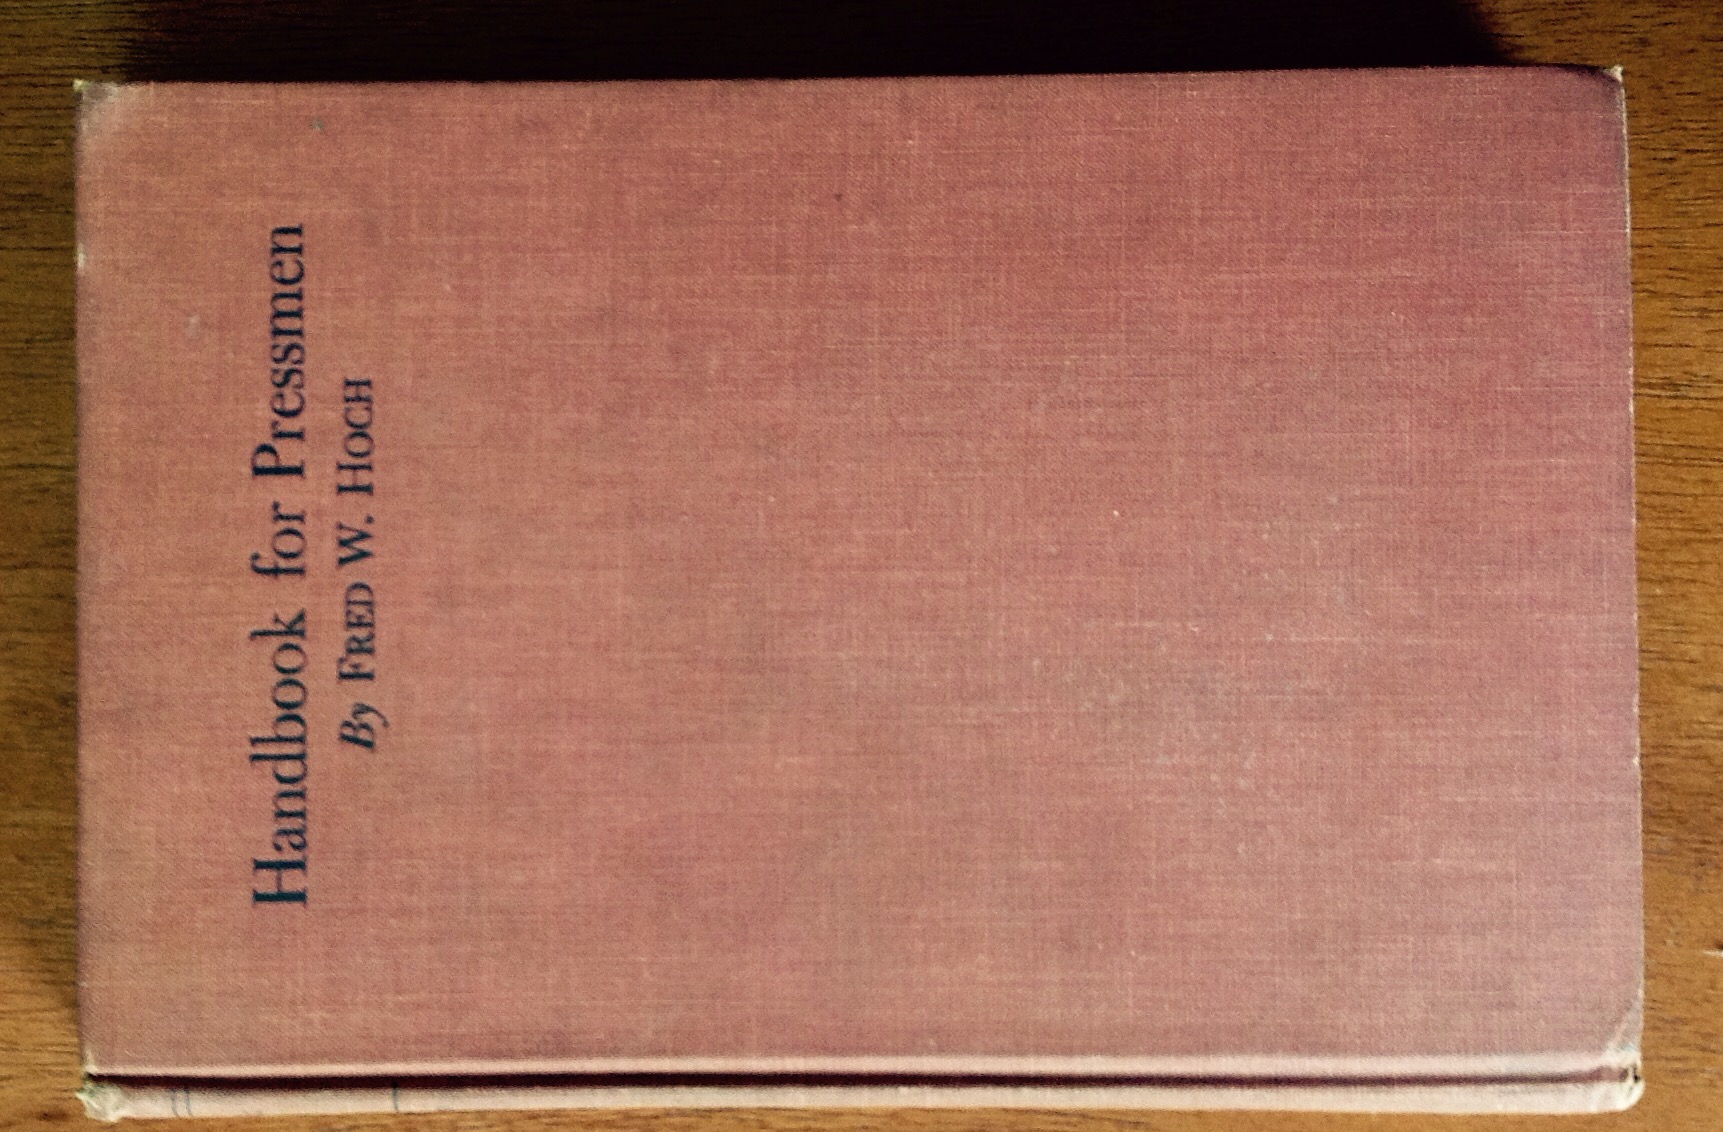 Handbook for Pressmen
By FRED W. HOCH